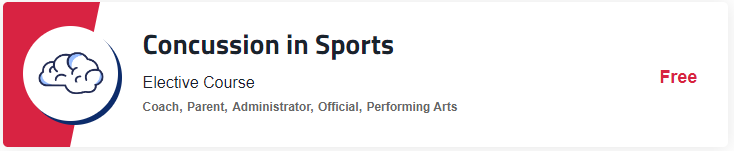 Concussion in Sports
Elective Course
Free
Coach, Parent, Administrator, Official, Performing Arts